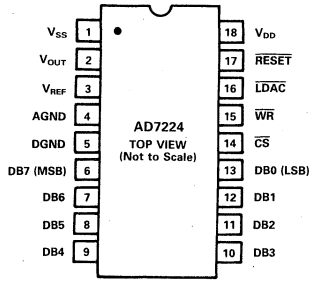 VSS 1 18 VDD
VOUT 2 17 RESET
VREF 3 16 LDAC
AGND 4 15 WR
DGND 5 14 CS
AD7224
TOP VIEW
(Not to Scale)
DB7 (MSB) 6 13 DB0 (LSB)
DB6 7 12 DB1
DB5 8 11 DB2
DB4 9 10 DB3